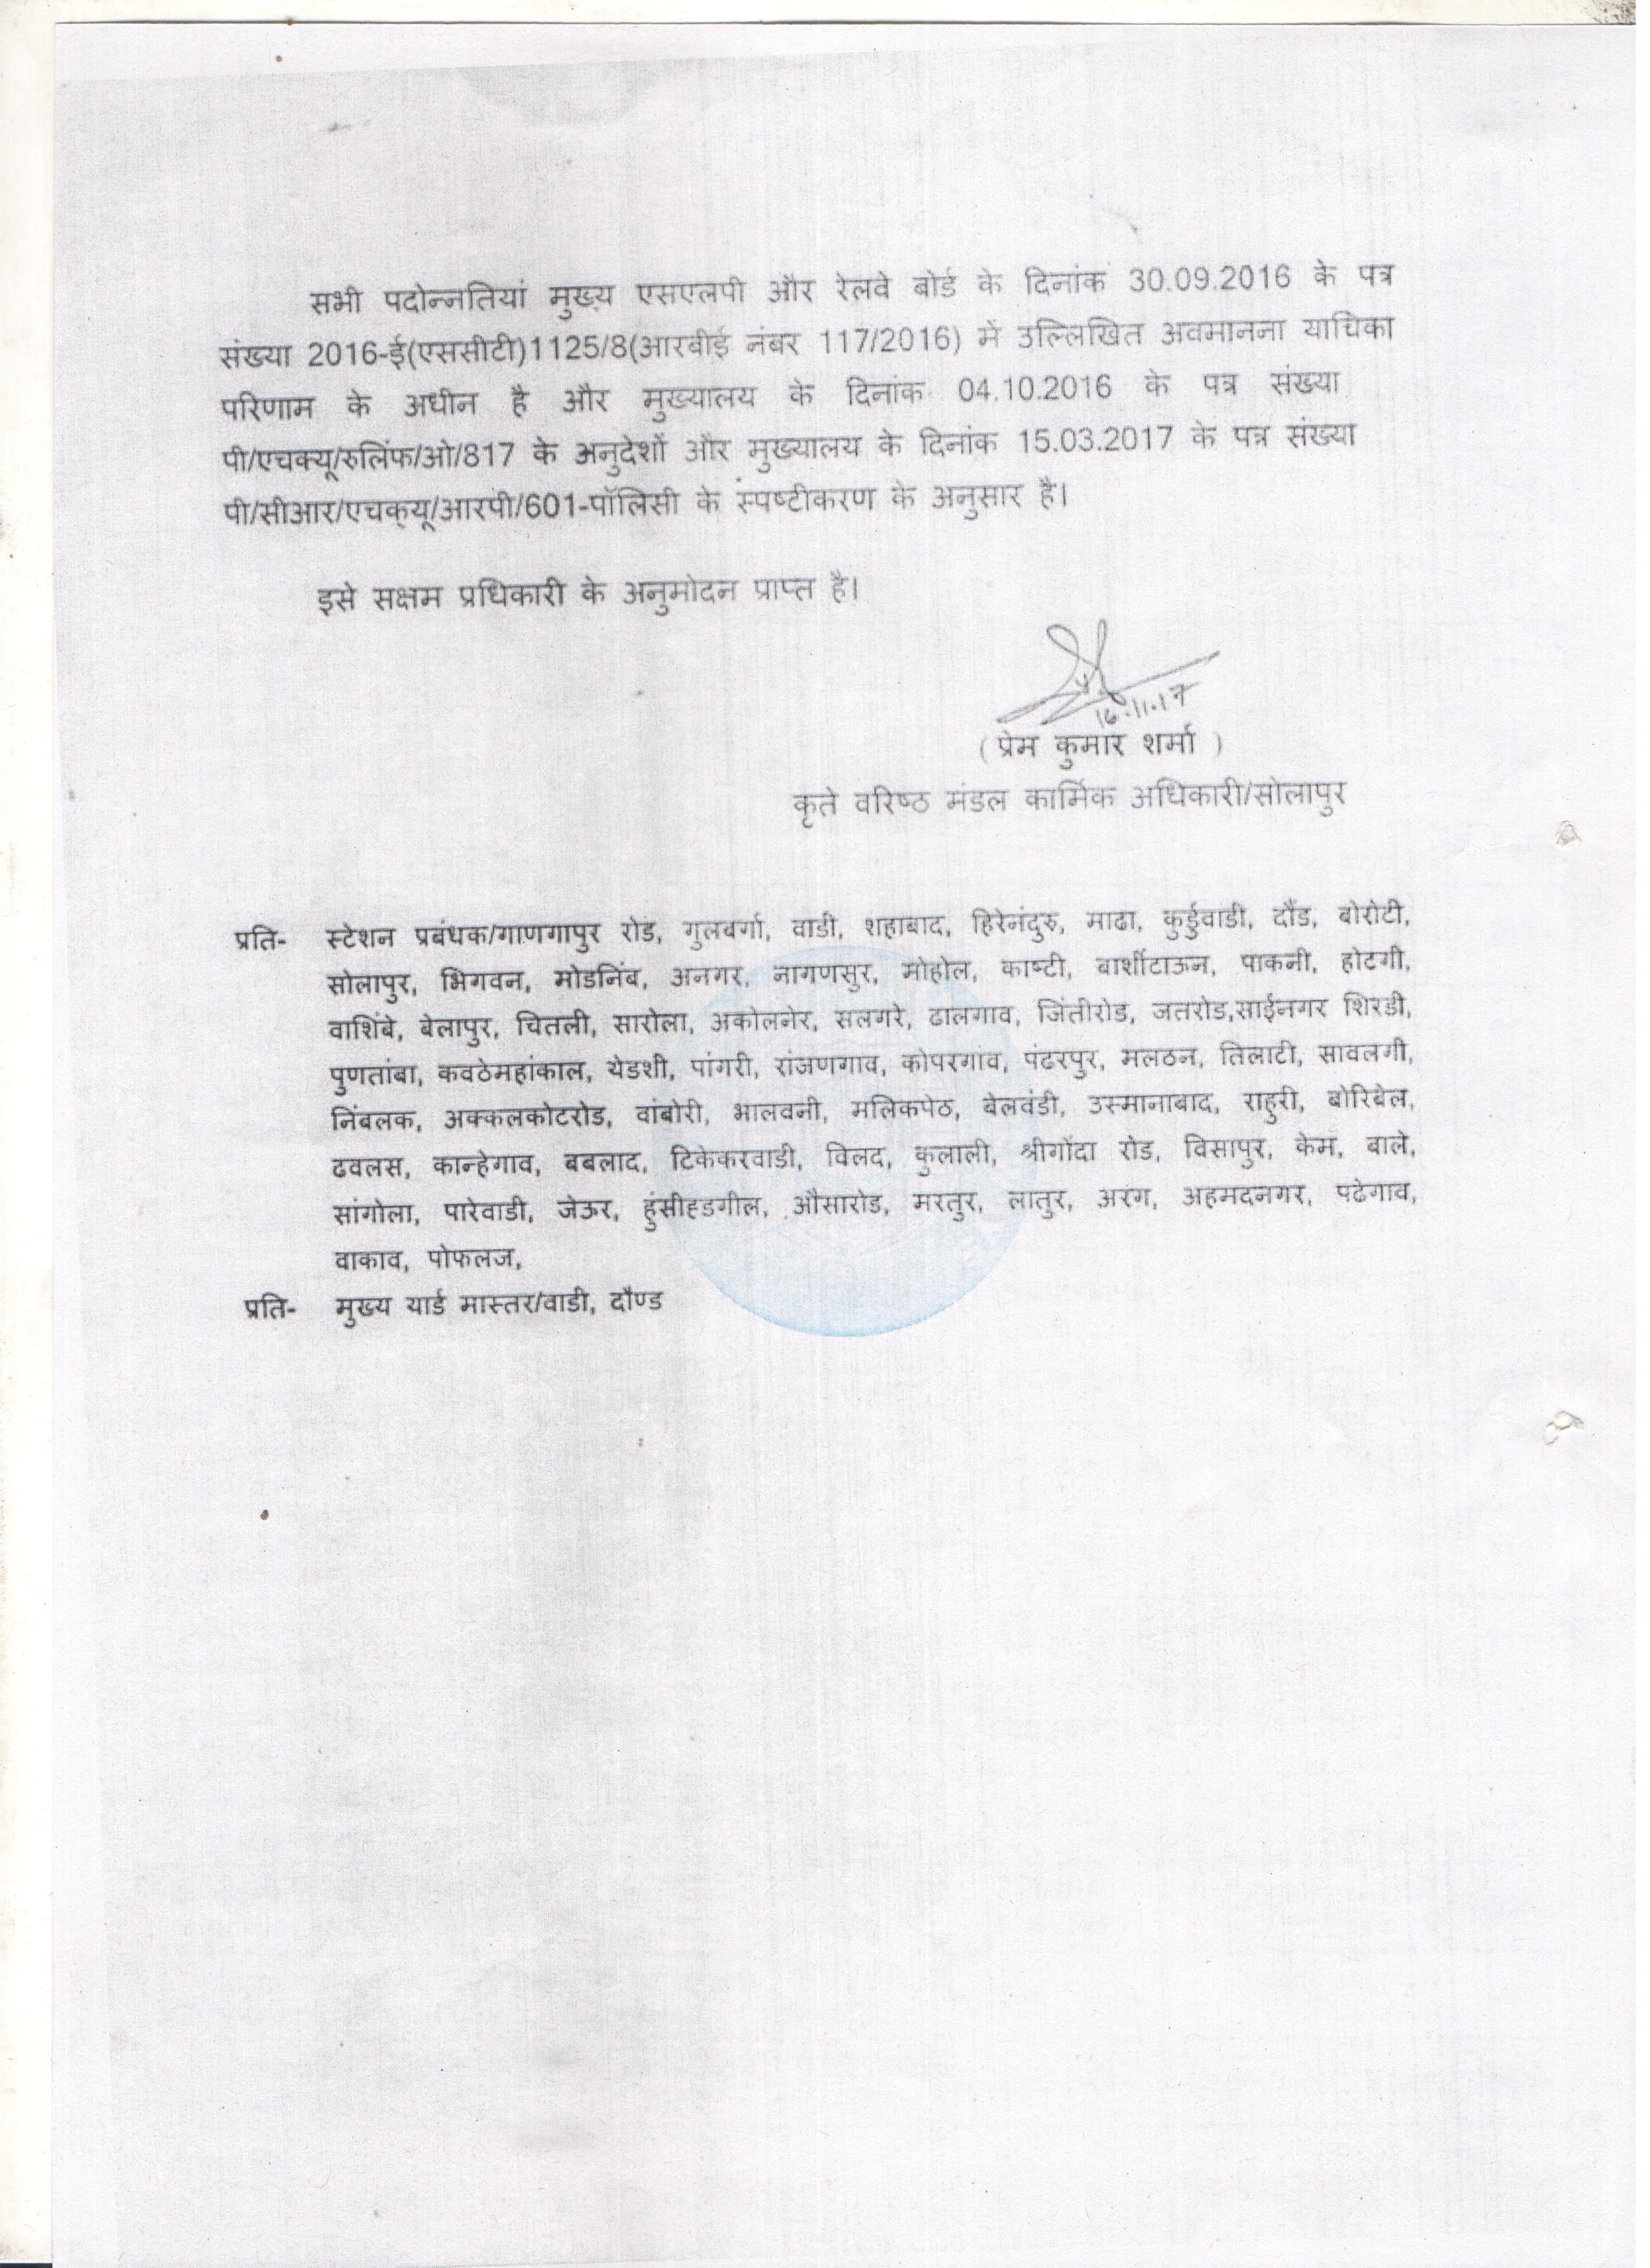 सभी पदोन्नतियां मुख्य एसएलपी और रेलवे बोर्ड के दिनांक 30.09.2016 के पत्र
संख्या 2016-ई(एससीटी)1125/8(आरबीई नंबर 117/2016) में उल्लिखित अवमानना याचिका
परिणाम के अधीन है और मुख्यालय के दिनांक 04.10.2016 के पत्र संख्या
पी/एचक्यू/रुलिंफ/ओ/817 के अनुदेशों और मुख्यालय के दिनांक 15.03.2017 के पत्र संख्या
पी/सीआर/एचक्यू/आरपी/601-पॉलिसी के स्पष्टीकरण के अनुसार है।
इसे सक्षम प्रधिकारी के अनुमोदन प्राप्त है।
16.11.17
( प्रेम कुमार शर्मा )
कृते वरिष्ठ मंडल कार्मिक अधिकारी/सोलापुर
प्रति- स्टेशन प्रबंधक/गाणगापुर रोड, गुलबर्गा, वाडी, शहाबाद, हिरेनंदुरु, माढा, कुर्डुवाडी, दौंड, बोरोटी,
सोलापुर, भिगवन, मोडनिंब, अनगर, नागणसुर, मोहोल, काष्टी, बार्शीटाऊन, पाकनी, होटगी,
वाशिंबे, बेलापुर, चितली, सारोला, अकोलनेर, सलगरे, ढालगाव, जिंतीरोड, जतरोड,साईनगर शिरडी,
पुणतांबा, कवठेमहांकाल, येडशी, पांगरी, रांजणगाव, कोपरगांव, पंढरपुर, मलठन, तिलाटी, सावलगी,
निंबलक, अक्कलकोटरोड, वांबोरी, भालवनी, मलिकपेठ, बेलवंडी, उस्मानाबाद, राहुरी, बोरिबेल,
ढवलस, कान्हेगाव, बबलाद, टिकेकरवाडी, विलद, कुलाली, श्रीगोंदा रोड, विसापुर, केम, बाले,
सांगोला, पारेवाडी, जेऊर, हुंसीहडगील, औसारोड, मरतुर, लातुर, अरग, अहमदनगर, पढेगाव,
वाकाव, पोफलज,
प्रति- मुख्य यार्ड मास्तर/वाडी, दौण्ड